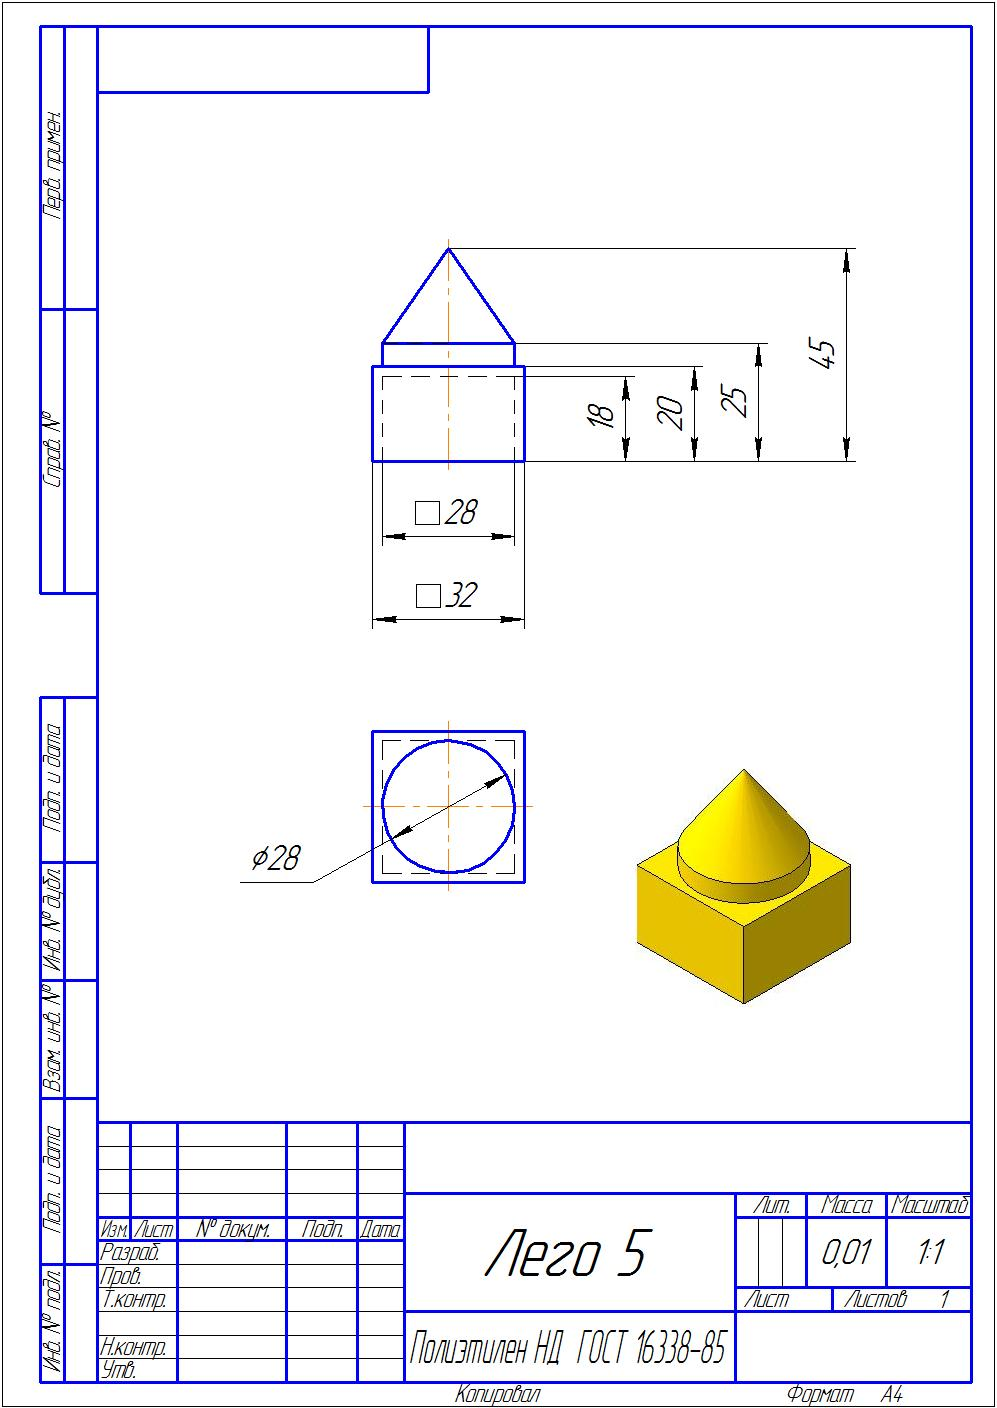 Перв. примен.
Справ. №
Подп. и дата
Инв. № дубл.
Взам. инв. №
Подп. и дата
Инв. № подл.
45
25
20
18
□28
□32
⌀28
Изм. Лист № докум. Подп. Дата
Разраб.
Пров.
Т.контр.
Н.контр.
Утв.
Лего 5
Полиэтилен НД ГОСТ 16338-85
Лит. Масса Масштаб
0,01 1:1
Лист Листов 1
Копировал Формат А4